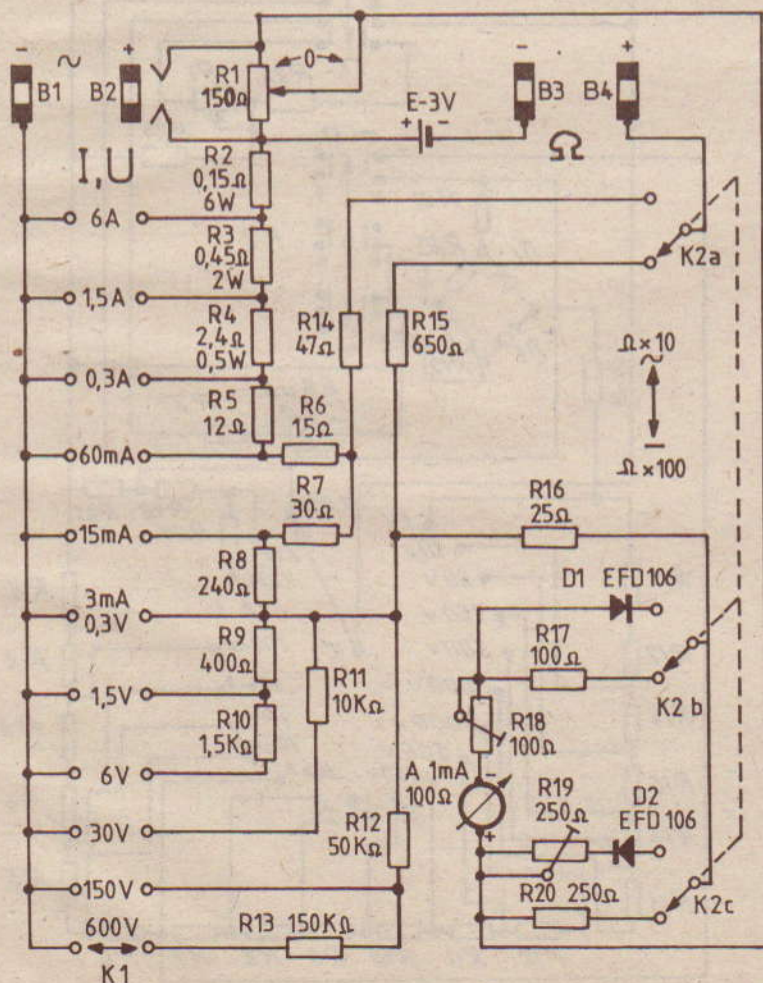 - ~ +
B1 B2
R1
150Ω
0
E-3V
+ -
- +
B3 B4
Ω
I,U
R2
0,15Ω
6W
6A
R3
0,45Ω
2W
K2a
1,5A
R4
2,4Ω
0,5W
R14
47Ω
R15
650Ω
Ω×10
~
0,3A
R5
12Ω
R6
15Ω
60mA
-
Ω×100
R7
30Ω
R16
25Ω
15mA
R8
240Ω
D1 EFD106
3mA
0,3V
R9
400Ω
R11
10KΩ
R17
100Ω
1,5V
K2b
R10
1,5KΩ
R18
100Ω
6V
A 1mA
100Ω
-
+
R19
250Ω
D2
EFD106
30V
R12
50KΩ
150V
R20 250Ω
K2c
600V
R13 150KΩ
K1